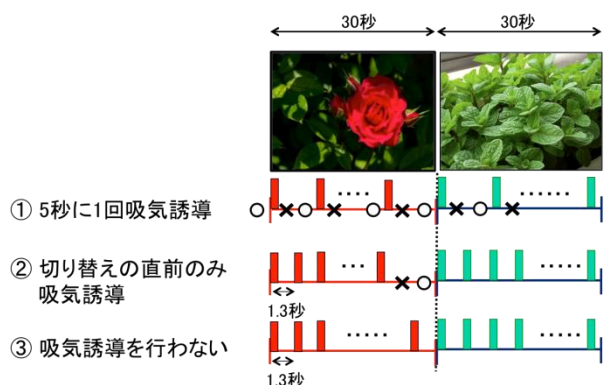 30秒 30秒
① 5秒に1回吸気誘導
② 切り替えの直前のみ
吸気誘導
1.3秒
③ 吸気誘導を行わない
1.3秒